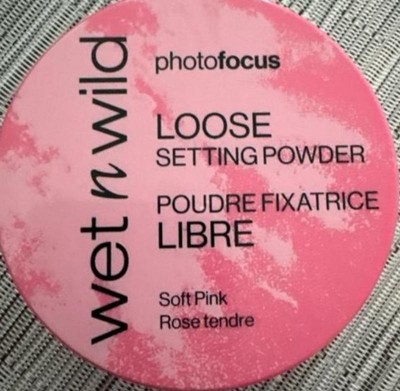 wet n wild
photofocus
LOOSE
SETTING POWDER
POUDRE FIXATRICE
LIBRE
Soft Pink
Rose tendre